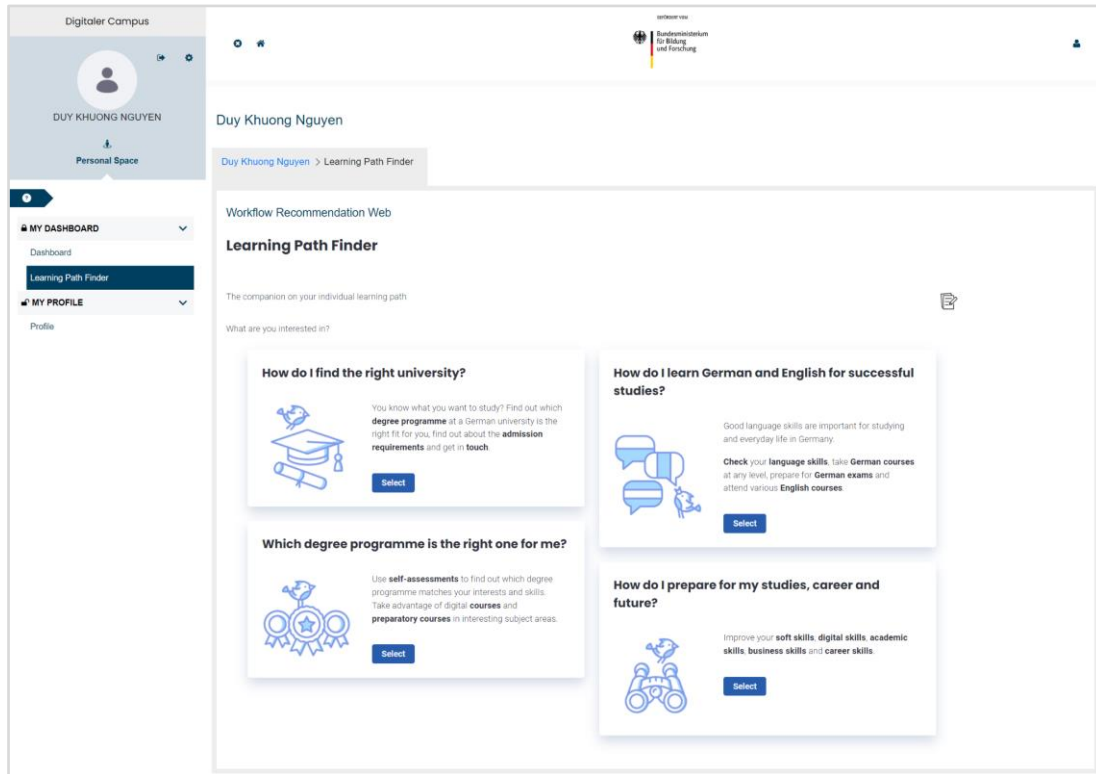 Digitaler Campus
DUY KHUONG NGUYEN
Personal Space
MY DASHBOARD
Dashboard
Learning Path Finder
MY PROFILE
Profile
Bundesministerium
für Bildung
und Forschung
Duy Khuong Nguyen
Duy Khuong Nguyen > Learning Path Finder
Workflow Recommendation Web
Learning Path Finder
The companion on your individual learning path
What are you interested in?
How do I find the right university?
You know what you want to study? Find out which
degree programme at a German university is the
right fit for you, find out about the admission
requirements and get in touch.
Select
How do I learn German and English for successful
studies?
Good language skills are important for studying
and everyday life in Germany.
Check your language skills, take German courses
at any level, prepare for German exams and
attend various English courses.
Select
Which degree programme is the right one for me?
Use self-assessments to find out which degree
programme matches your interests and skills.
Take advantage of digital courses and
preparatory courses in interesting subject areas.
Select
How do I prepare for my studies, career and
future?
Improve your soft skills, digital skills, academic
skills, business skills and career skills.
Select